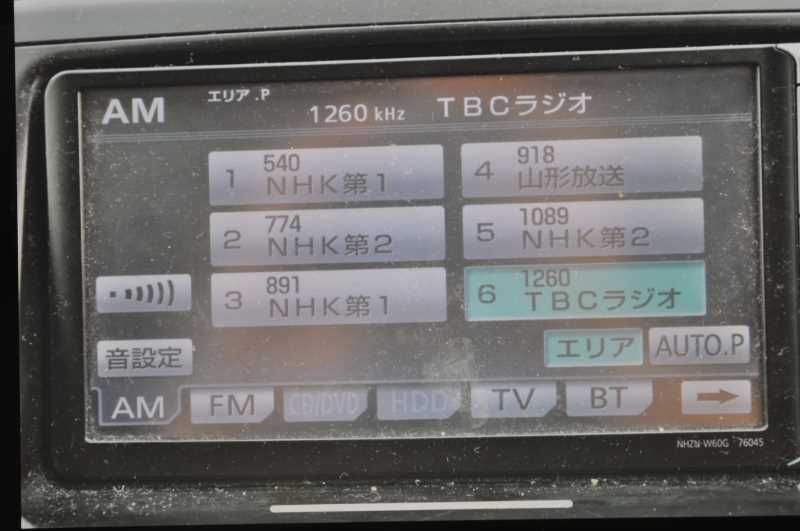 AM エリア.P 1260 kHz TBCラジオ
1 540 NHK第1
2 774 NHK第2
3 891 NHK第1
4 918 山形放送
5 1089 NHK第2
6 1260 TBCラジオ
音設定
エリア AUTO.P
AM FM CD/DVD HDD TV BT
NHZN-W60G 76045